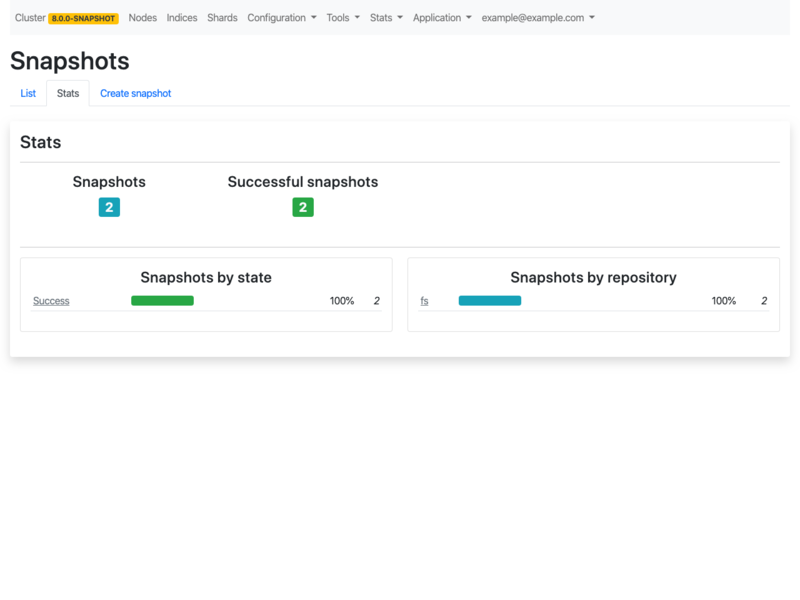 Cluster 8.0.0-SNAPSHOT Nodes Indices Shards Configuration Tools Stats Application example@example.com
Snapshots
List Stats Create snapshot
Stats
Snapshots Successful snapshots
2 2
Snapshots by state
Success 100% 2
Snapshots by repository
fs 100% 2